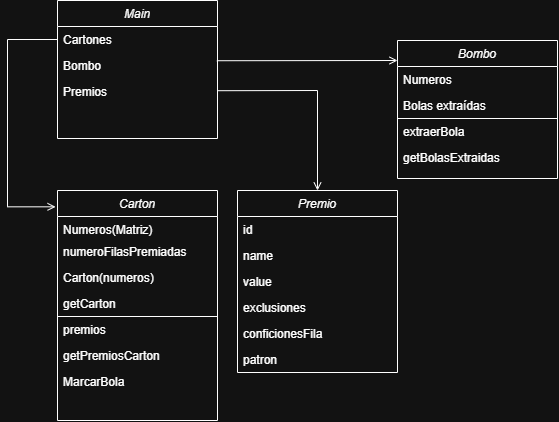 Main
Cartones
Bombo
Premios
Bombo
Numeros
Bolas extraídas
extraerBola
getBolasExtraidas
Carton
Numeros(Matriz)
numeroFilasPremiadas
Carton(numeros)
getCarton
premios
getPremiosCarton
MarcarBola
Premio
id
name
value
exclusiones
conficionesFila
patron